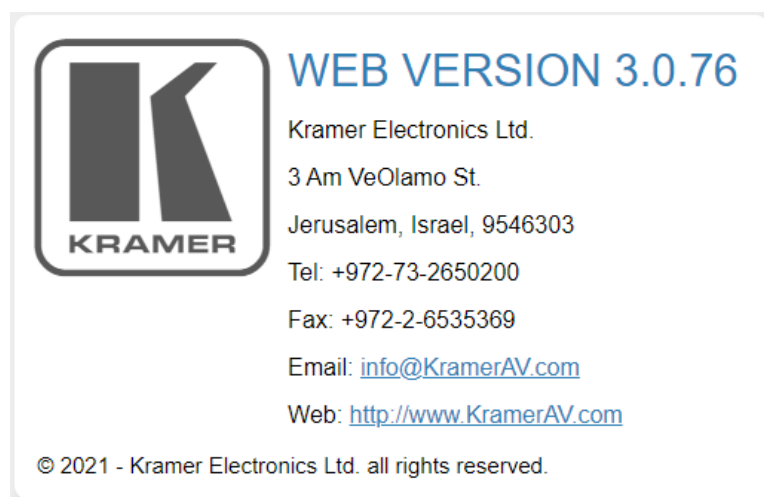 KRAMER
WEB VERSION 3.0.76
Kramer Electronics Ltd.
3 Am VeOlamo St.
Jerusalem, Israel, 9546303
Tel: +972-73-2650200
Fax: +972-2-6535369
Email: info@KramerAV.com
Web: http://www.KramerAV.com
© 2021 - Kramer Electronics Ltd. all rights reserved.